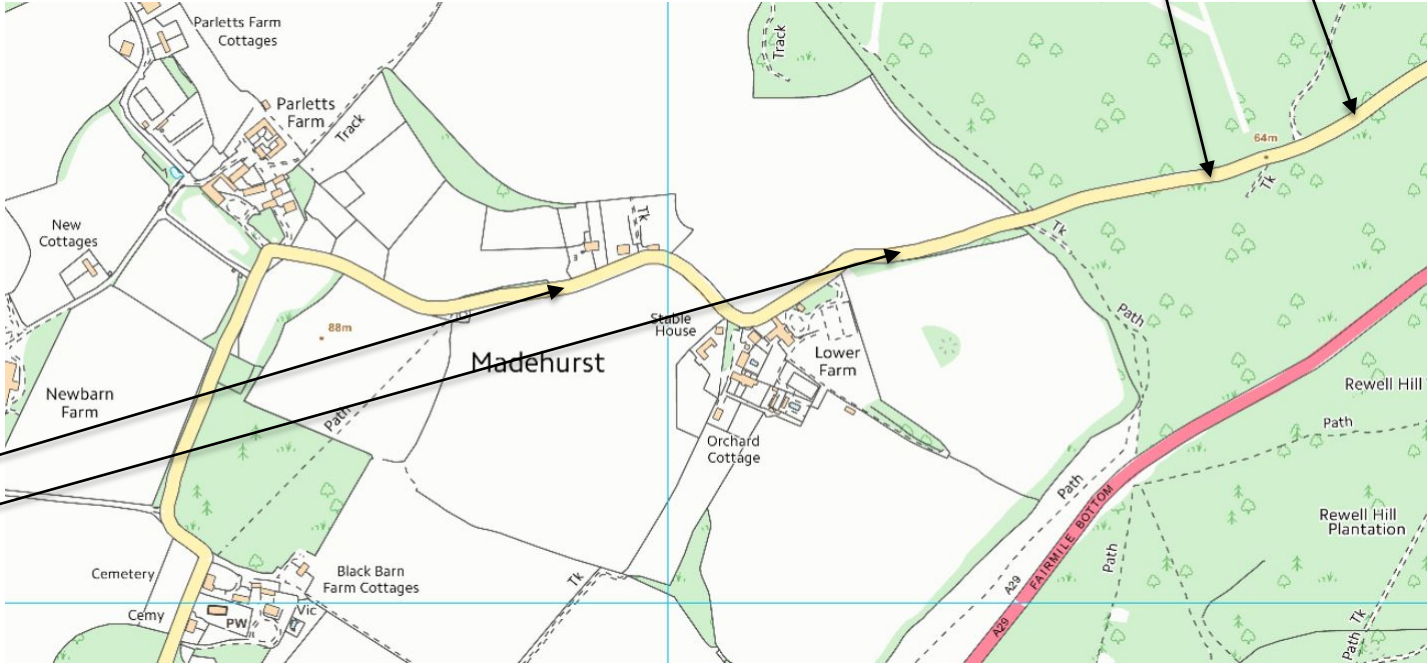 Parletts Farm
Cottages
Track
Parletts
Farm
Track
64m
Tk
New
Cottages
Tk
Tk
Path
88m
Stable
House
Madehurst
Lower
Farm
Newbarn
Farm
Path
Rewell Hill
Path
Orchard
Cottage
Path
FAIRMILE BOTTOM
Rewell Hill
Plantation
Path
Cemetery
Black Barn
Farm Cottages
Tk
A29
Cemy
Vic
PW
A29
Tk
Path